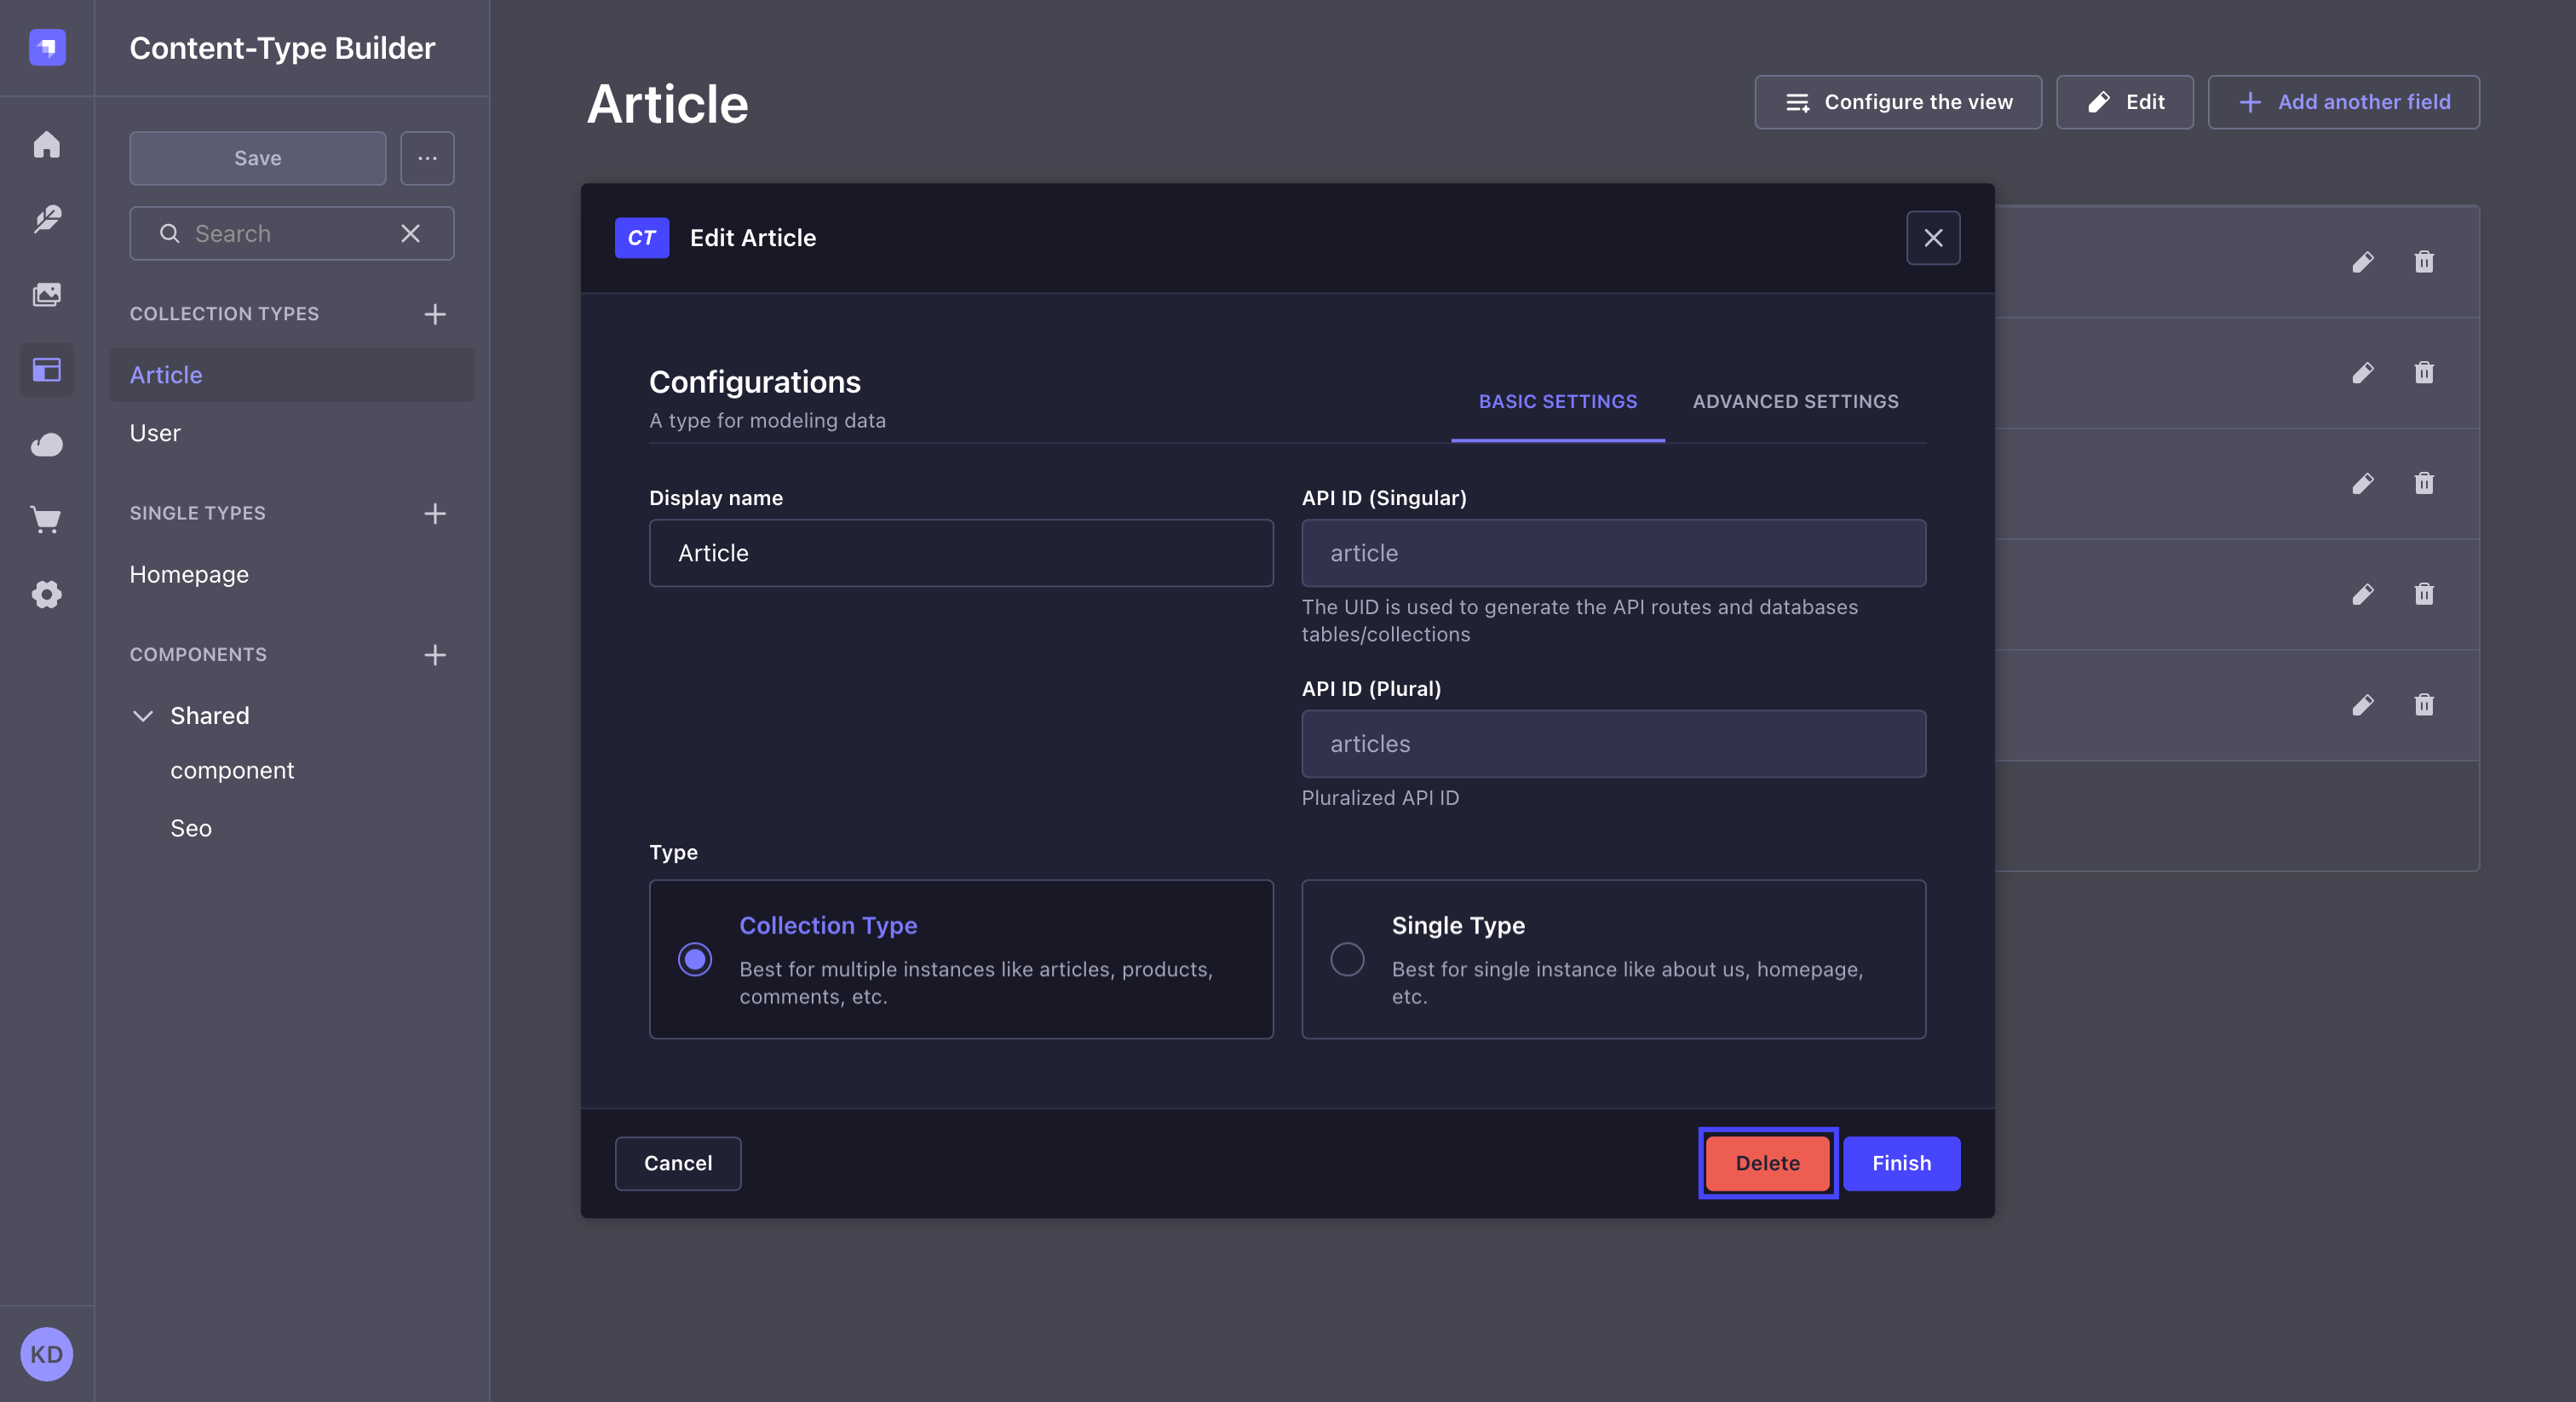 Content-Type Builder
Save
Search
COLLECTION TYPES
Article
User
SINGLE TYPES
Homepage
COMPONENTS
Shared
component
Seo
KD
Article
Configure the view
Edit
Add another field
CT
Edit Article
Configurations
A type for modeling data
BASIC SETTINGS
ADVANCED SETTINGS
Display name
Article
API ID (Singular)
article
The UID is used to generate the API routes and databases
tables/collections
API ID (Plural)
articles
Pluralized API ID
Type
Collection Type
Best for multiple instances like articles, products,
comments, etc.
Single Type
Best for single instance like about us, homepage,
etc.
Cancel
Delete
Finish